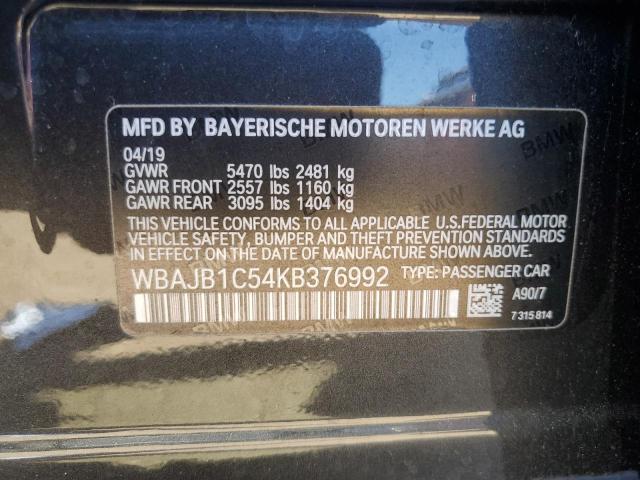 MFD BY BAYERISCHE MOTOREN WERKE AG
04/19
GVWR 5470 lbs 2481 kg
GAWR FRONT 2557 lbs 1160 kg
GAWR REAR 3095 lbs 1404 kg
THIS VEHICLE CONFORMS TO ALL APPLICABLE U.S.FEDERAL MOTOR
VEHICLE SAFETY, BUMPER AND THEFT PREVENTION STANDARDS
IN EFFECT ON THE DATE OF MANUFACTURE SHOWN ABOVE.
WBAJB1C54KB376992 TYPE: PASSENGER CAR
A90/7
7 315 814
BMW
BMW
BMW